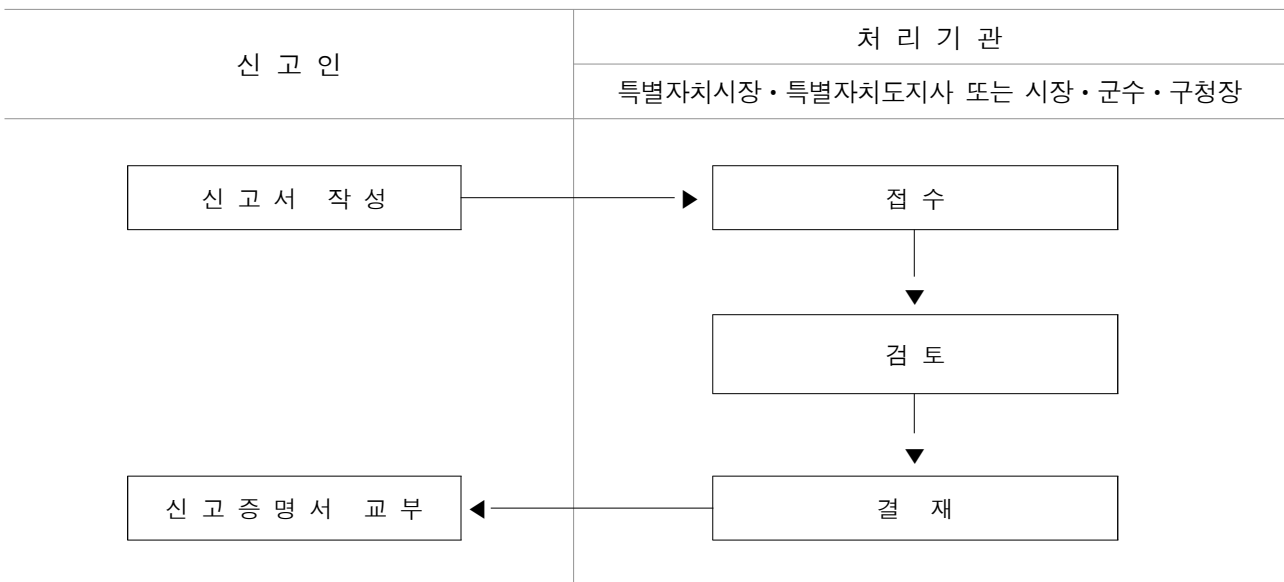 신 고 인
처 리 기 관
특별자치시장・특별자치도지사 또는 시장・군수・구청장
신 고 서 작 성
접 수
검 토
신 고 증 명 서 교 부
결 재